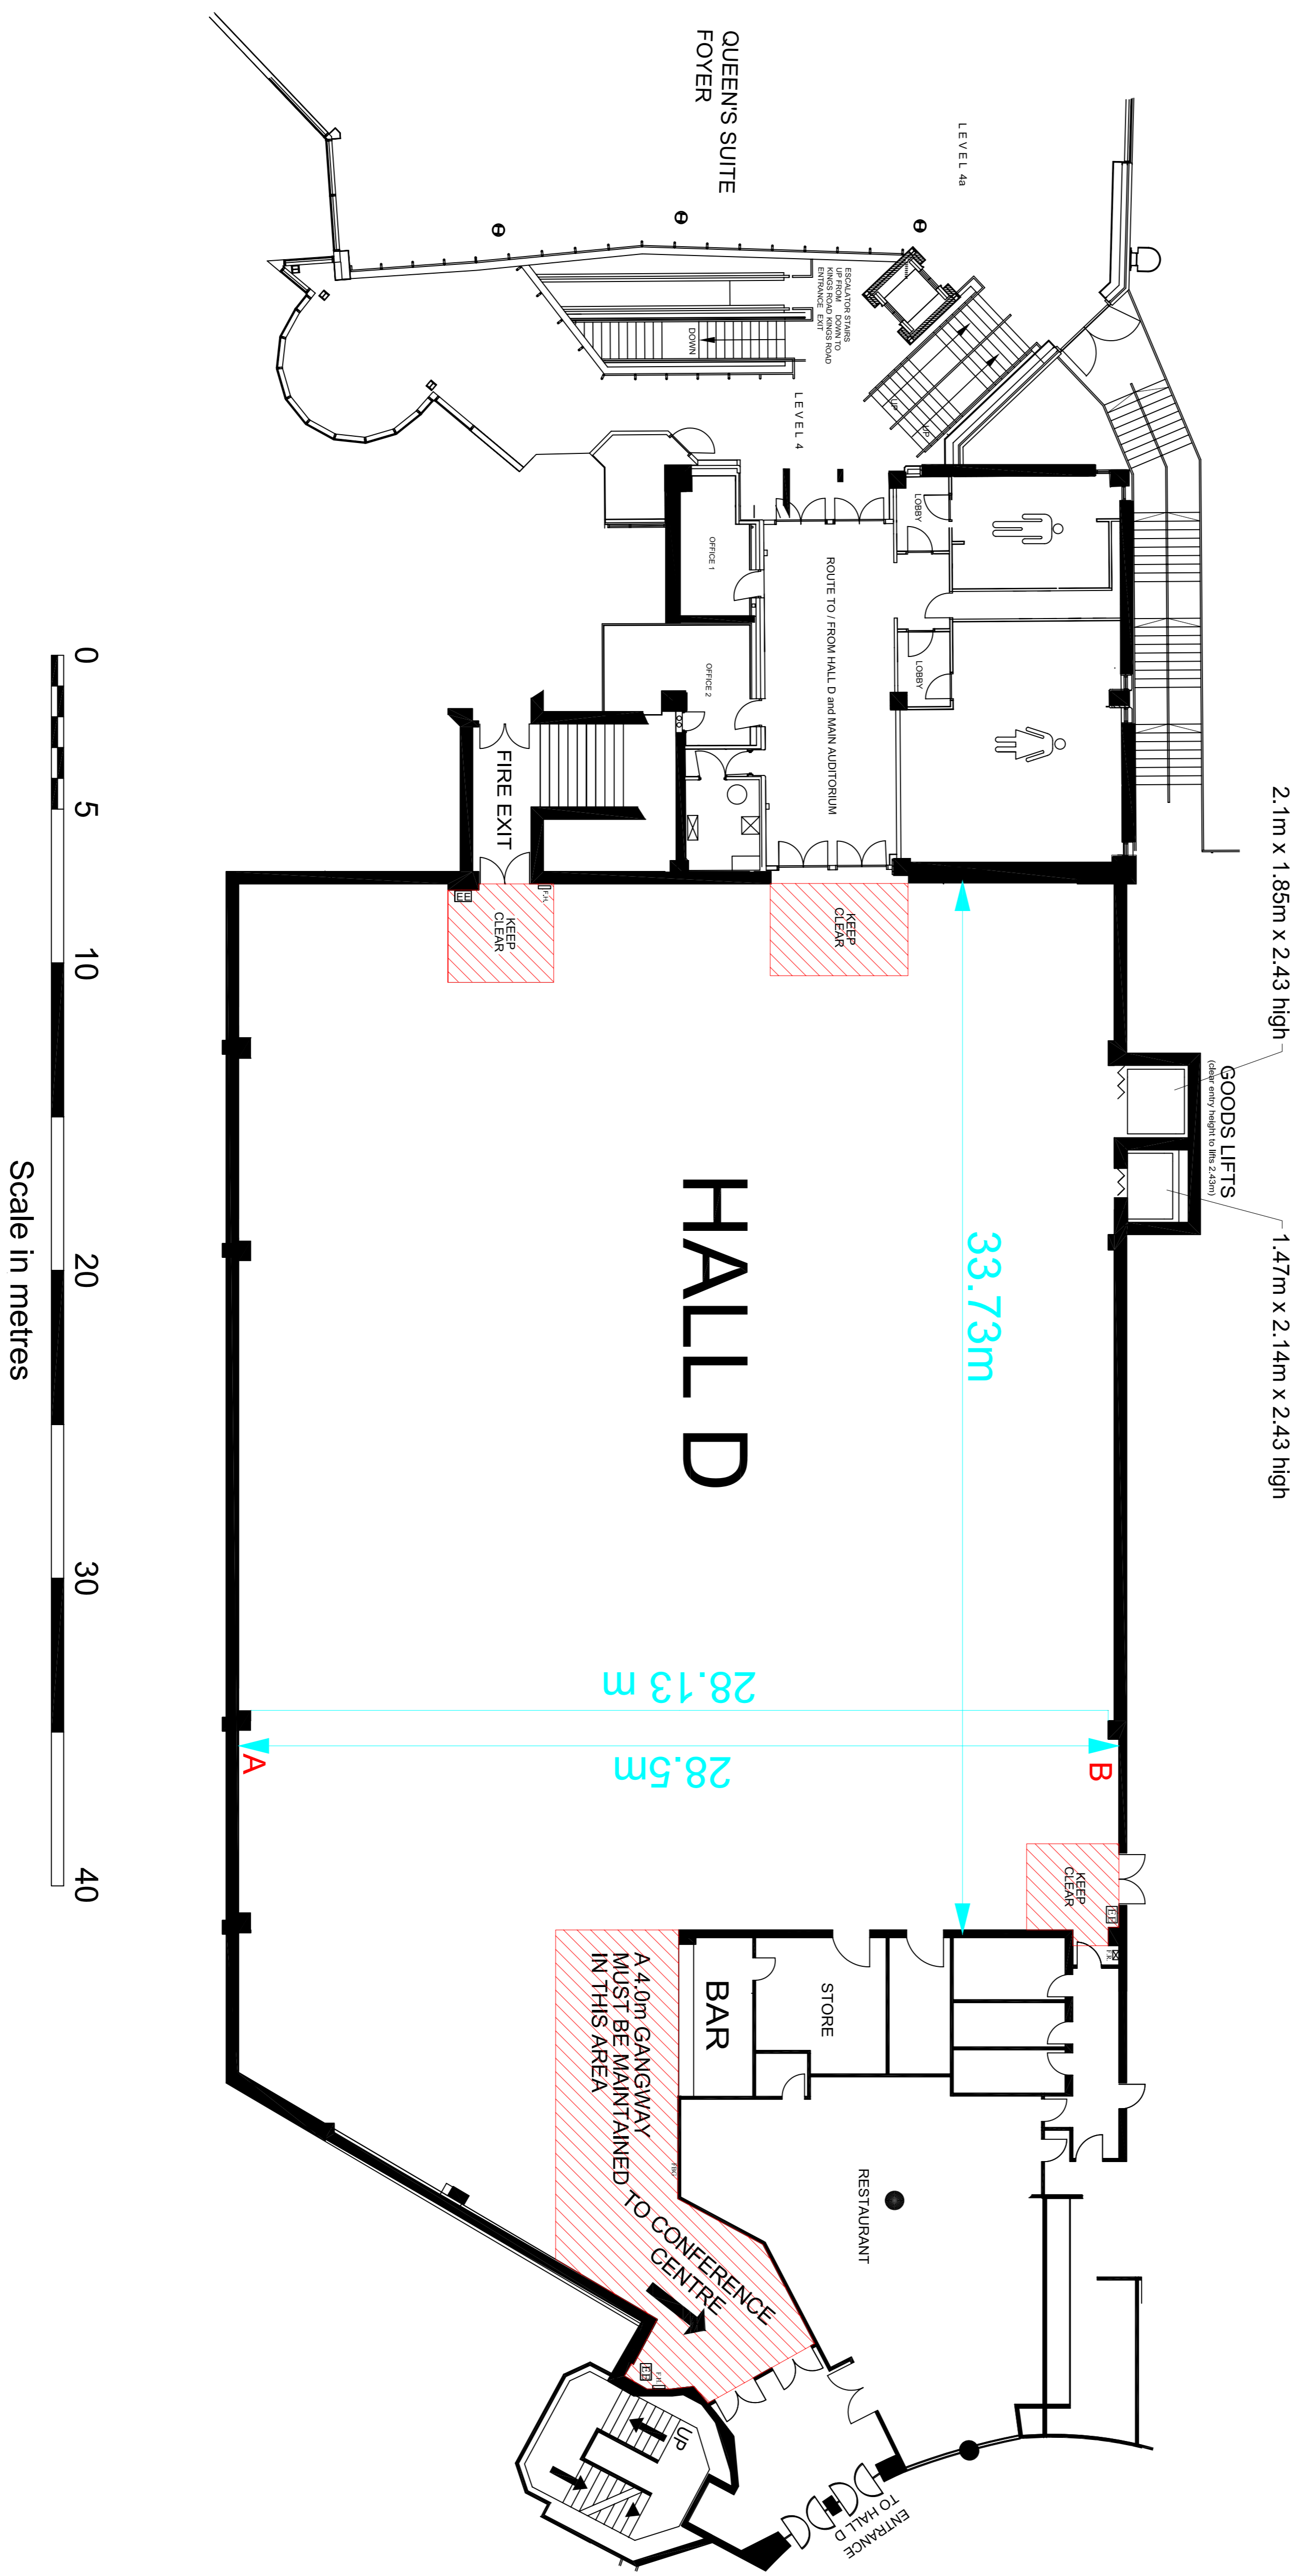 QUEEN'S SUITE
FOYER
LEVEL 4a
ESCALATOR STAIRS
UP FROM DOWN TO
KINGS ROAD KINGS ROAD
ENTRANCE EXIT
DOWN
UP
UP
LEVEL 4
LOBBY
LOBBY
OFFICE 1
OFFICE 2
ROUTE TO / FROM HALL D and MAIN AUDITORIUM
FIRE EXIT
F.H.
KEEP
CLEAR
KEEP
CLEAR
2.1m x 1.85m x 2.43 high
GOODS LIFTS
(clear entry height to lifts 2.43m)
1.47m x 2.14m x 2.43 high
HALL D
33.73m
28.13 m
28.5m
A
B
KEEP
CLEAR
BAR
STORE
RESTAURANT
A 4.0m GANGWAY
MUST BE MAINTAINED
IN THIS AREA
TO CONFERENCE
CENTRE
UP
ENTRANCE
TO HALL D
0
5
10
20
30
40
Scale in metres